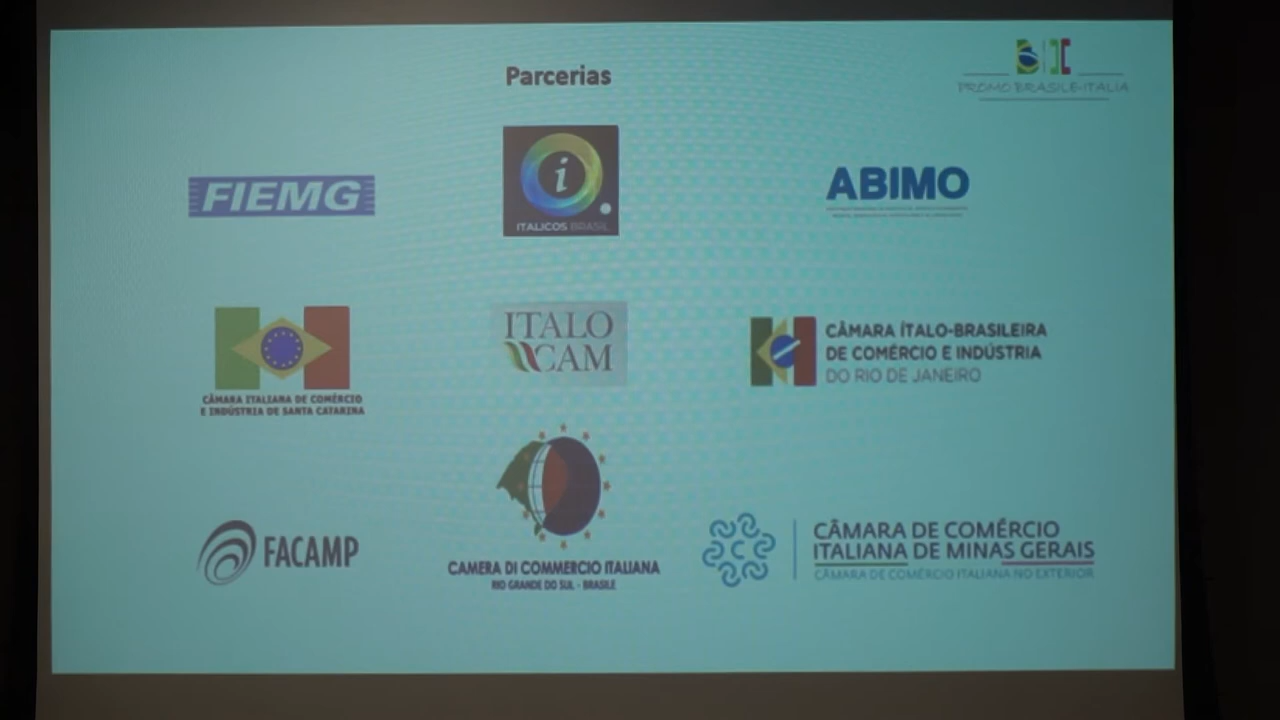 Parcerias
PROMO BRASILE-ITALIA
FIEMG
i
ITALICOS BRASIL
ABIMO
CÂMARA ITALIANA DE COMÉRCIO
E INDÚSTRIA DE SANTA CATARINA
ITALO
CAM
CÂMARA ÍTALO-BRASILEIRA
DE COMÉRCIO E INDÚSTRIA
DO RIO DE JANEIRO
FACAMP
CAMERA DI COMMERCIO ITALIANA
RIO GRANDE DO SUL - BRASILE
CÂMARA DE COMÉRCIO
ITALIANA DE MINAS GERAIS
CÂMARA DE COMÉRCIO ITALIANA NO EXTERIOR